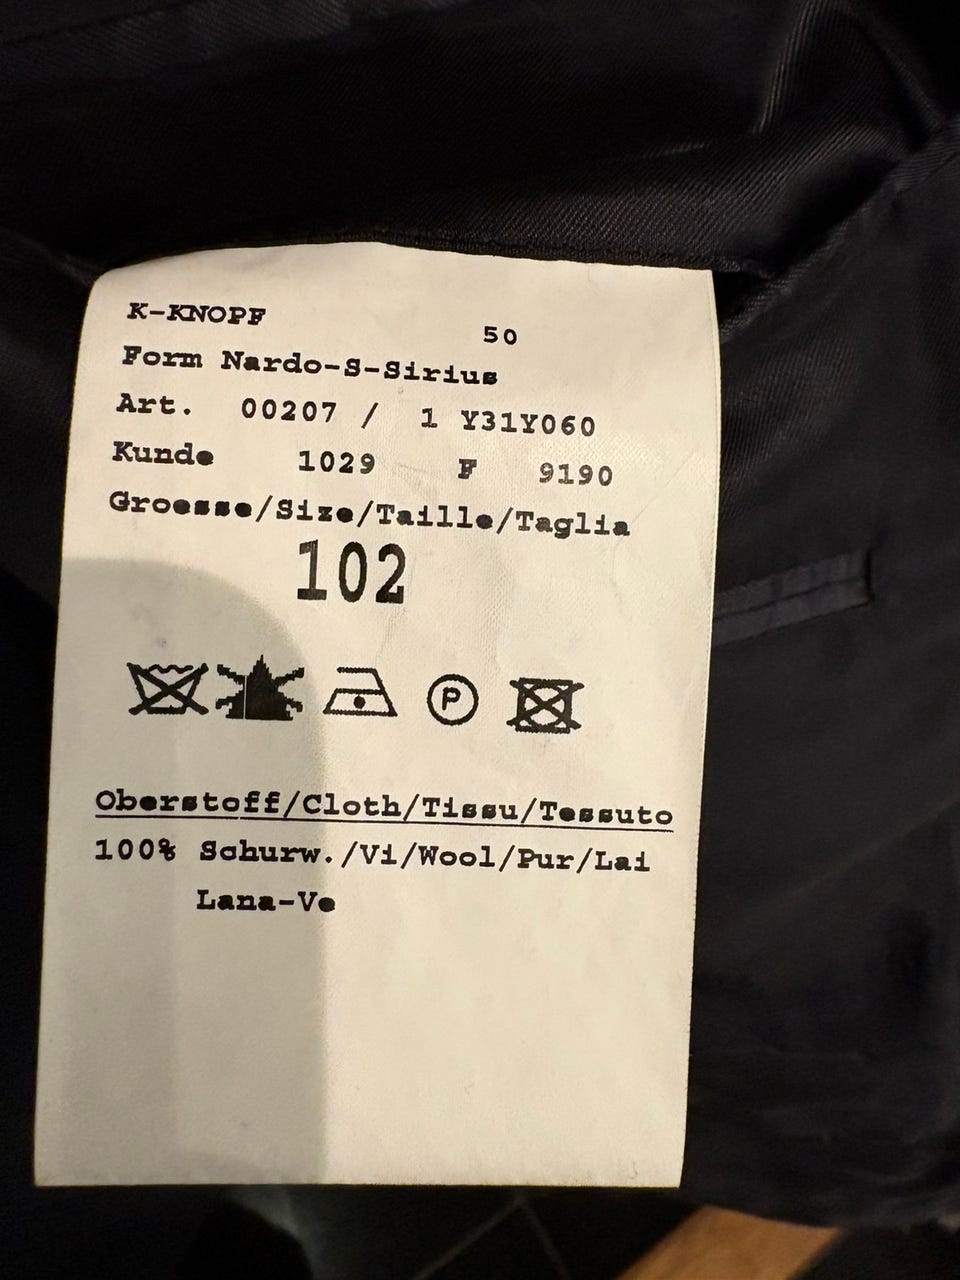 K-KNOPF 50
Form Nardo-S-Sirius
Art. 00207 / 1 Y31Y060
Kunde 1029 F 9190
Groesse/Size/Taille/Taglia
102
P
Oberstoff/Cloth/Tissu/Tessuto
100% Schurw./Vi/Wool/Pur/Lai
Lana-Ve